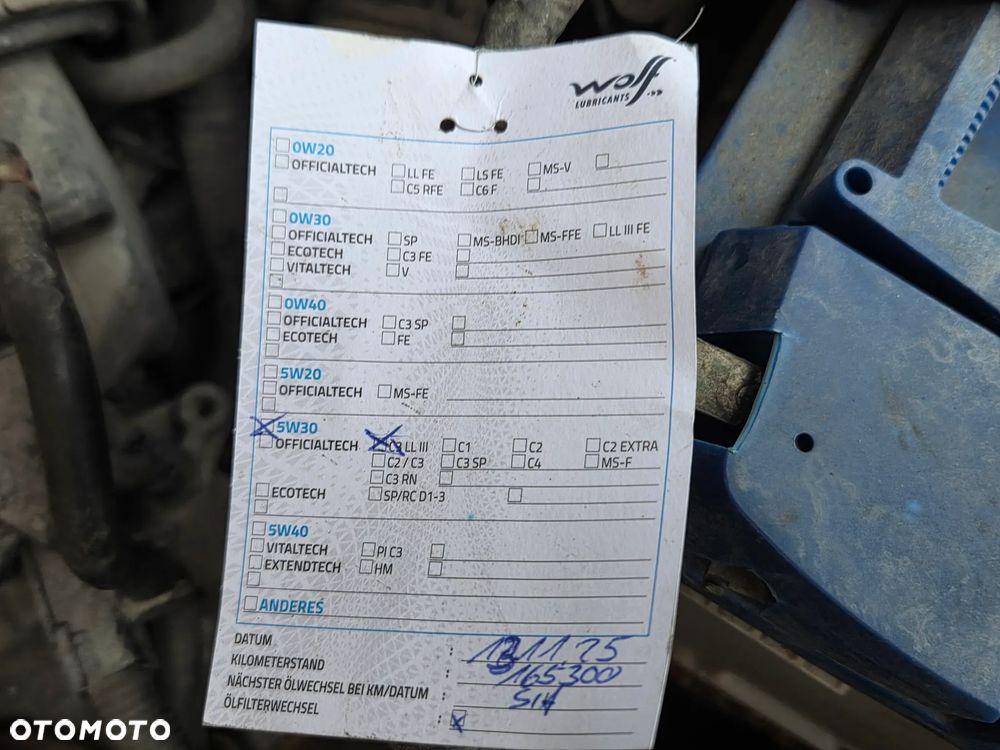 wolf
LUBRICANTS
0W20
OFFICIALTECH LL FE LS FE MS-V
C5 RFE C6 F
0W30
OFFICIALTECH SP MS-BHDI MS-FFE LL III FE
ECOTECH C3 FE
VITALTECH V
0W40
OFFICIALTECH C3 SP
ECOTECH FE
5W20
OFFICIALTECH MS-FE
5W30
OFFICIALTECH C3 LL III C1 C2 C2 EXTRA
C2 / C3 C3 SP C4 MS-F
C3 RN
ECOTECH SP/RC D1-3
5W40
VITALTECH PI C3
EXTENDTECH HM
ANDERES
DATUM : 11 25
KILOMETERSTAND : 165300
NÄCHSTER ÖLWECHSEL BEI KM/DATUM :
ÖLFILTERWECHSEL : x
OTOMOTO